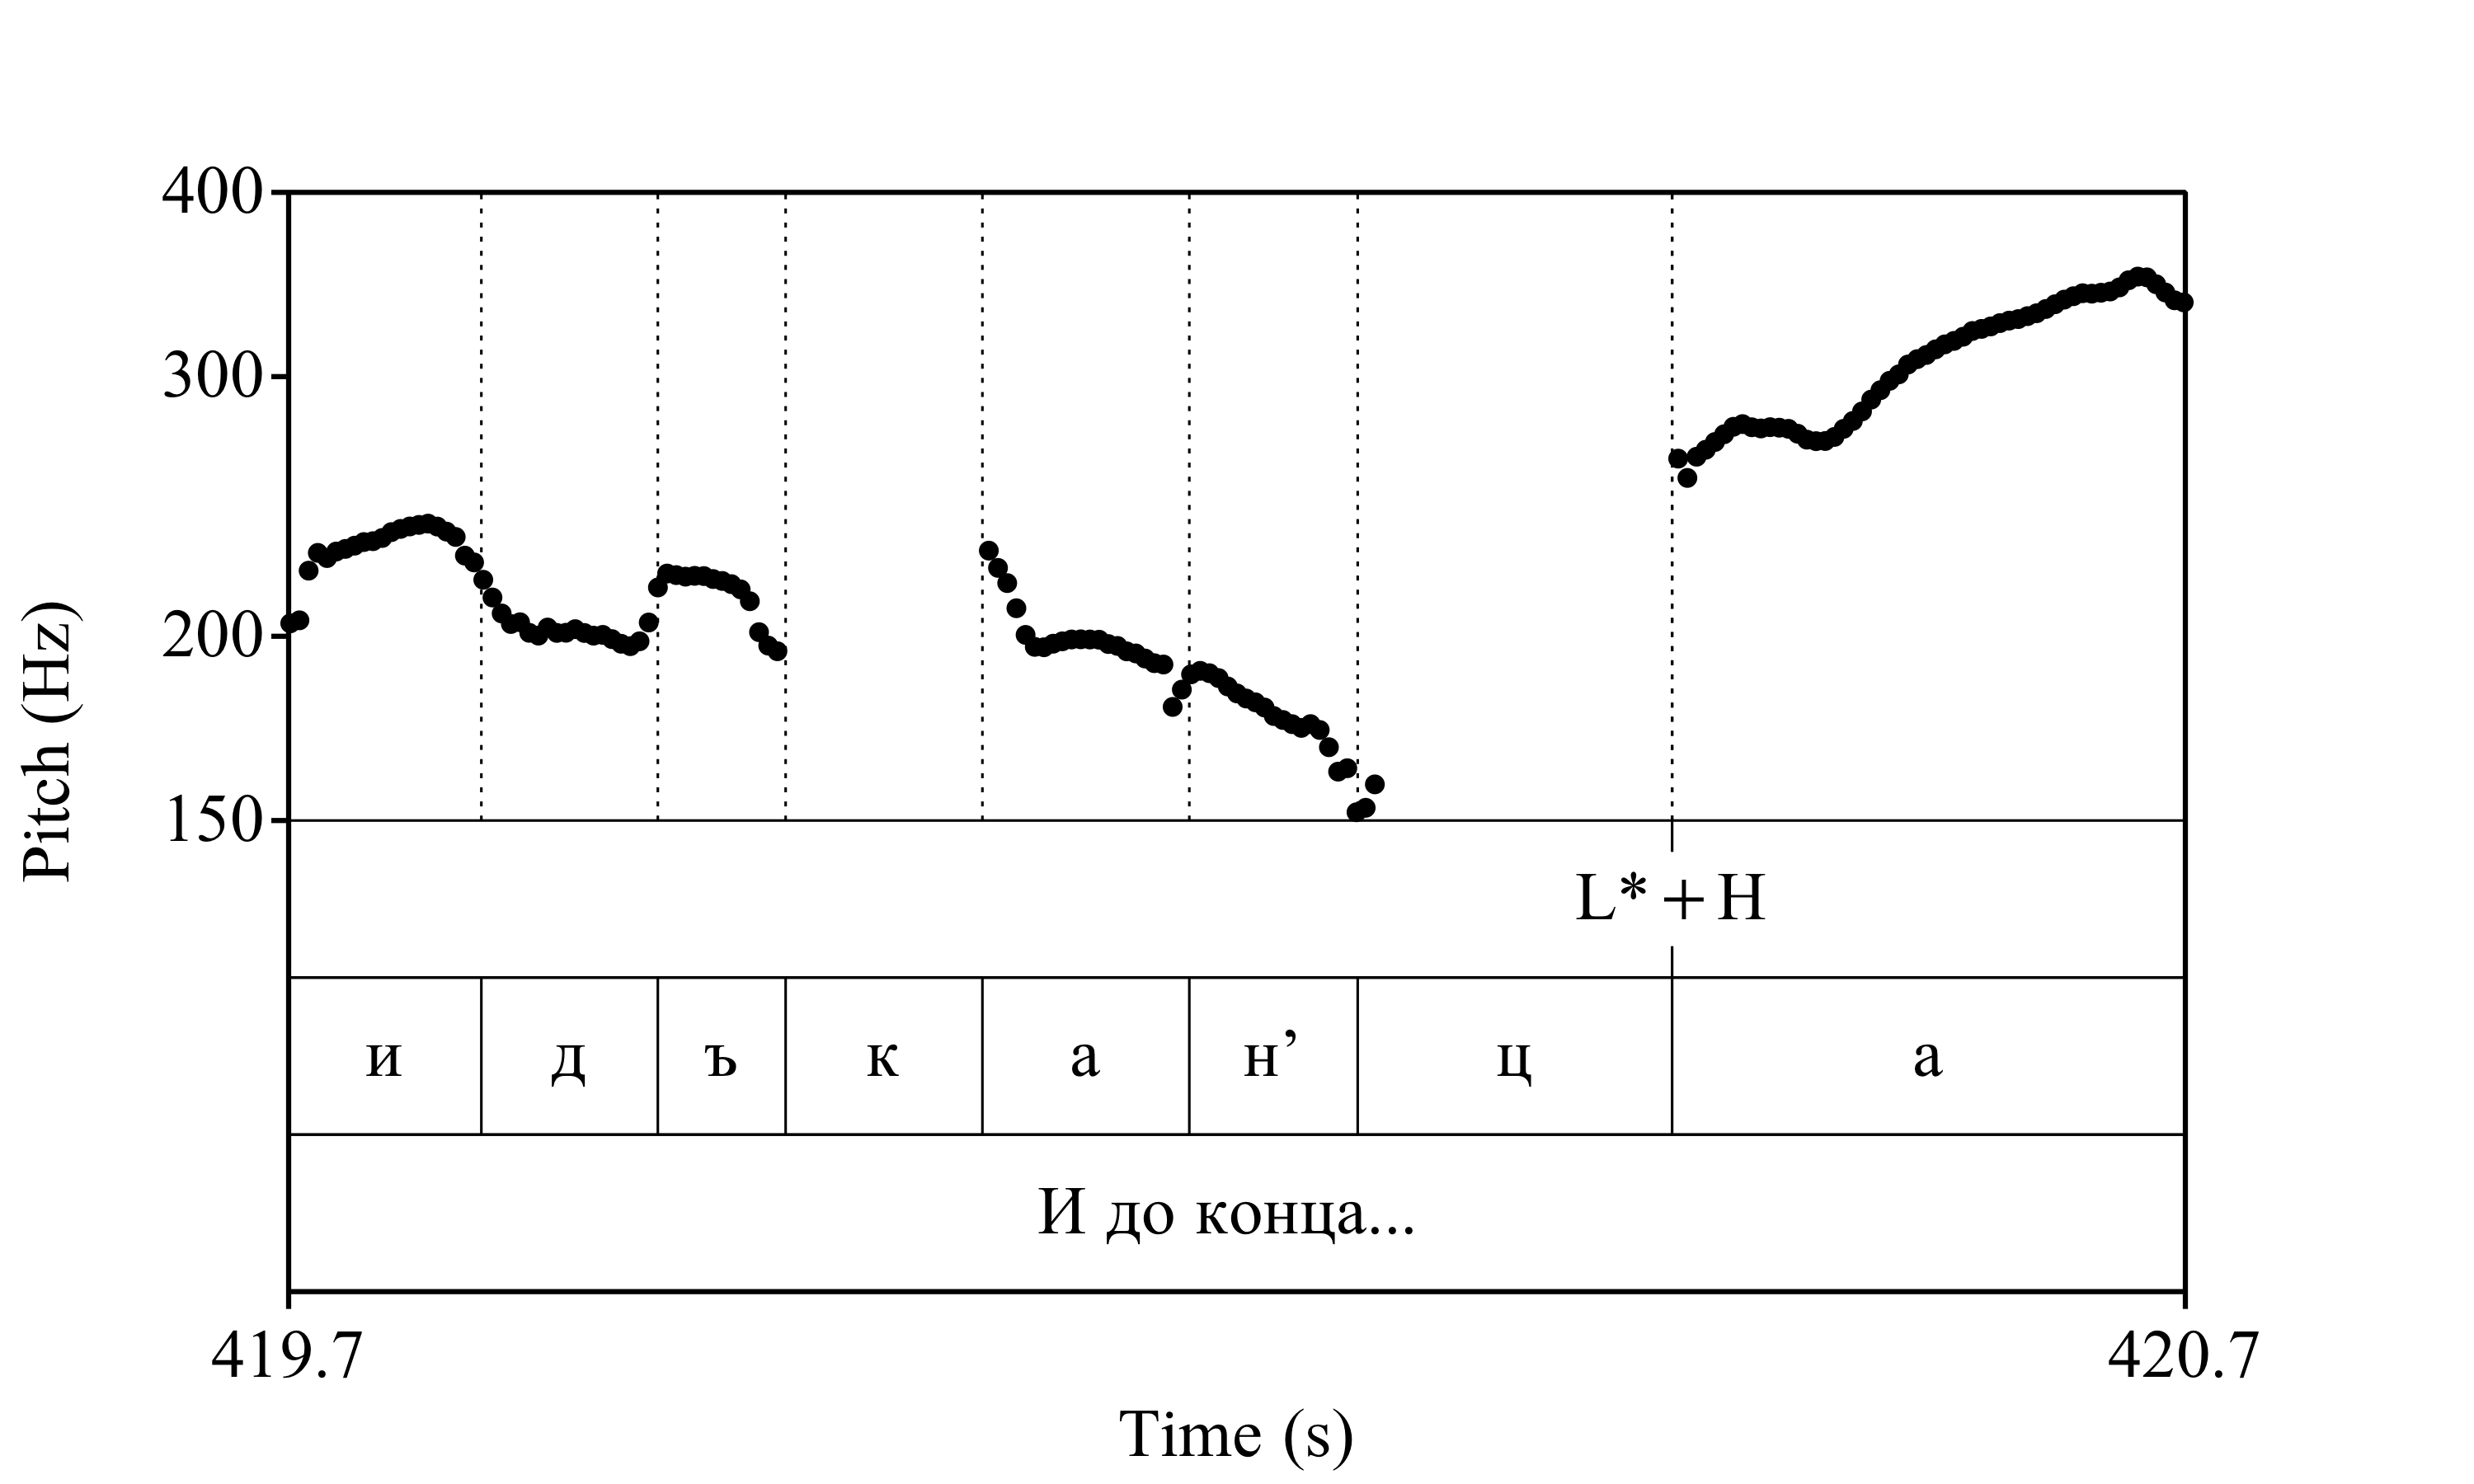 400
300
200
150
Pitch (Hz)
L*+H
и д ъ к а н’ ц а
И до конца...
419.7 420.7
Time (s)